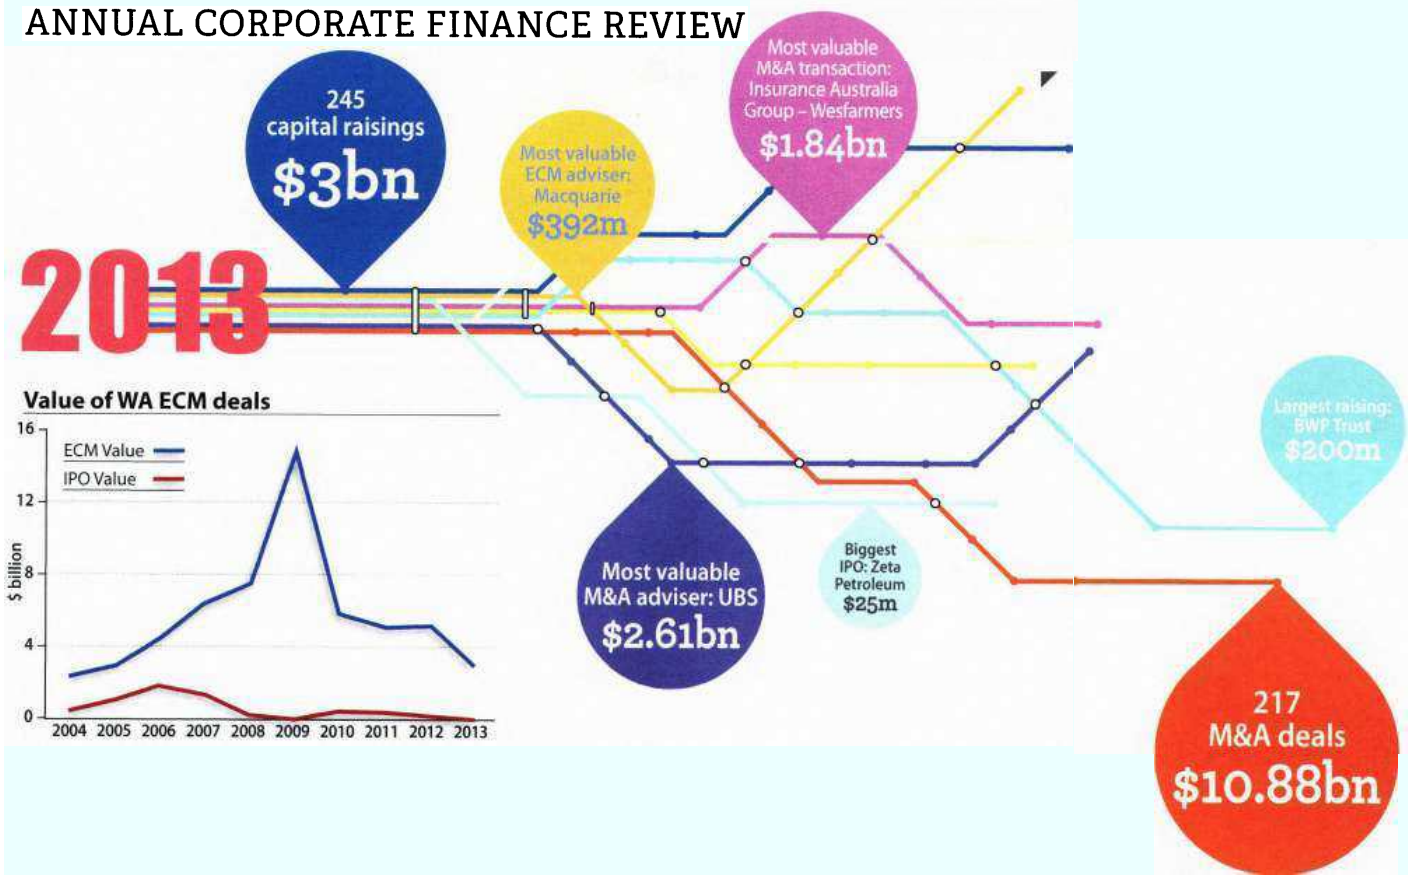 ANNUAL CORPORATE FINANCE REVIEW
245
capital raisings
$3bn
Most valuable
ECM adviser:
Macquarie
$392m
Most valuable
M&A transaction:
Insurance Australia
Group – Wesfarmers
$1.84bn
2013
Value of WA ECM deals
ECM Value
IPO Value
$ billion
16
12
8
4
0
2004 2005 2006 2007 2008 2009 2010 2011 2012 2013
Most valuable
M&A adviser: UBS
$2.61bn
Biggest
IPO: Zeta
Petroleum
$25m
Largest raising:
BWP Trust
$200m
217
M&A deals
$10.88bn